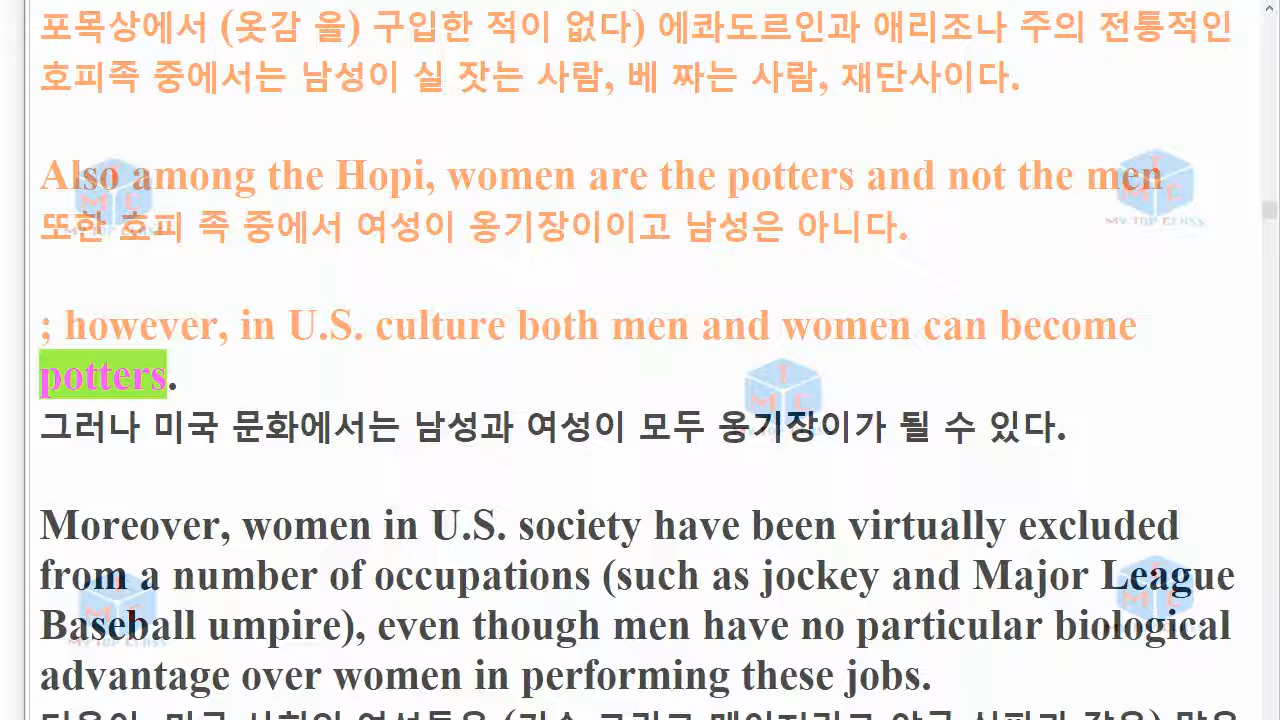 포목상에서 (옷감 을) 구입한 적이 없다) 에콰도르인과 애리조나 주의 전통적인
호피족 중에서는 남성이 실 잣는 사람, 베 짜는 사람, 재단사이다.
Also among the Hopi, women are the potters and not the men
또한 호피 족 중에서 여성이 옹기장이이고 남성은 아니다.
; however, in U.S. culture both men and women can become
potters.
그러나 미국 문화에서는 남성과 여성이 모두 옹기장이가 될 수 있다.
Moreover, women in U.S. society have been virtually excluded
from a number of occupations (such as jockey and Major League
Baseball umpire), even though men have no particular biological
advantage over women in performing these jobs.